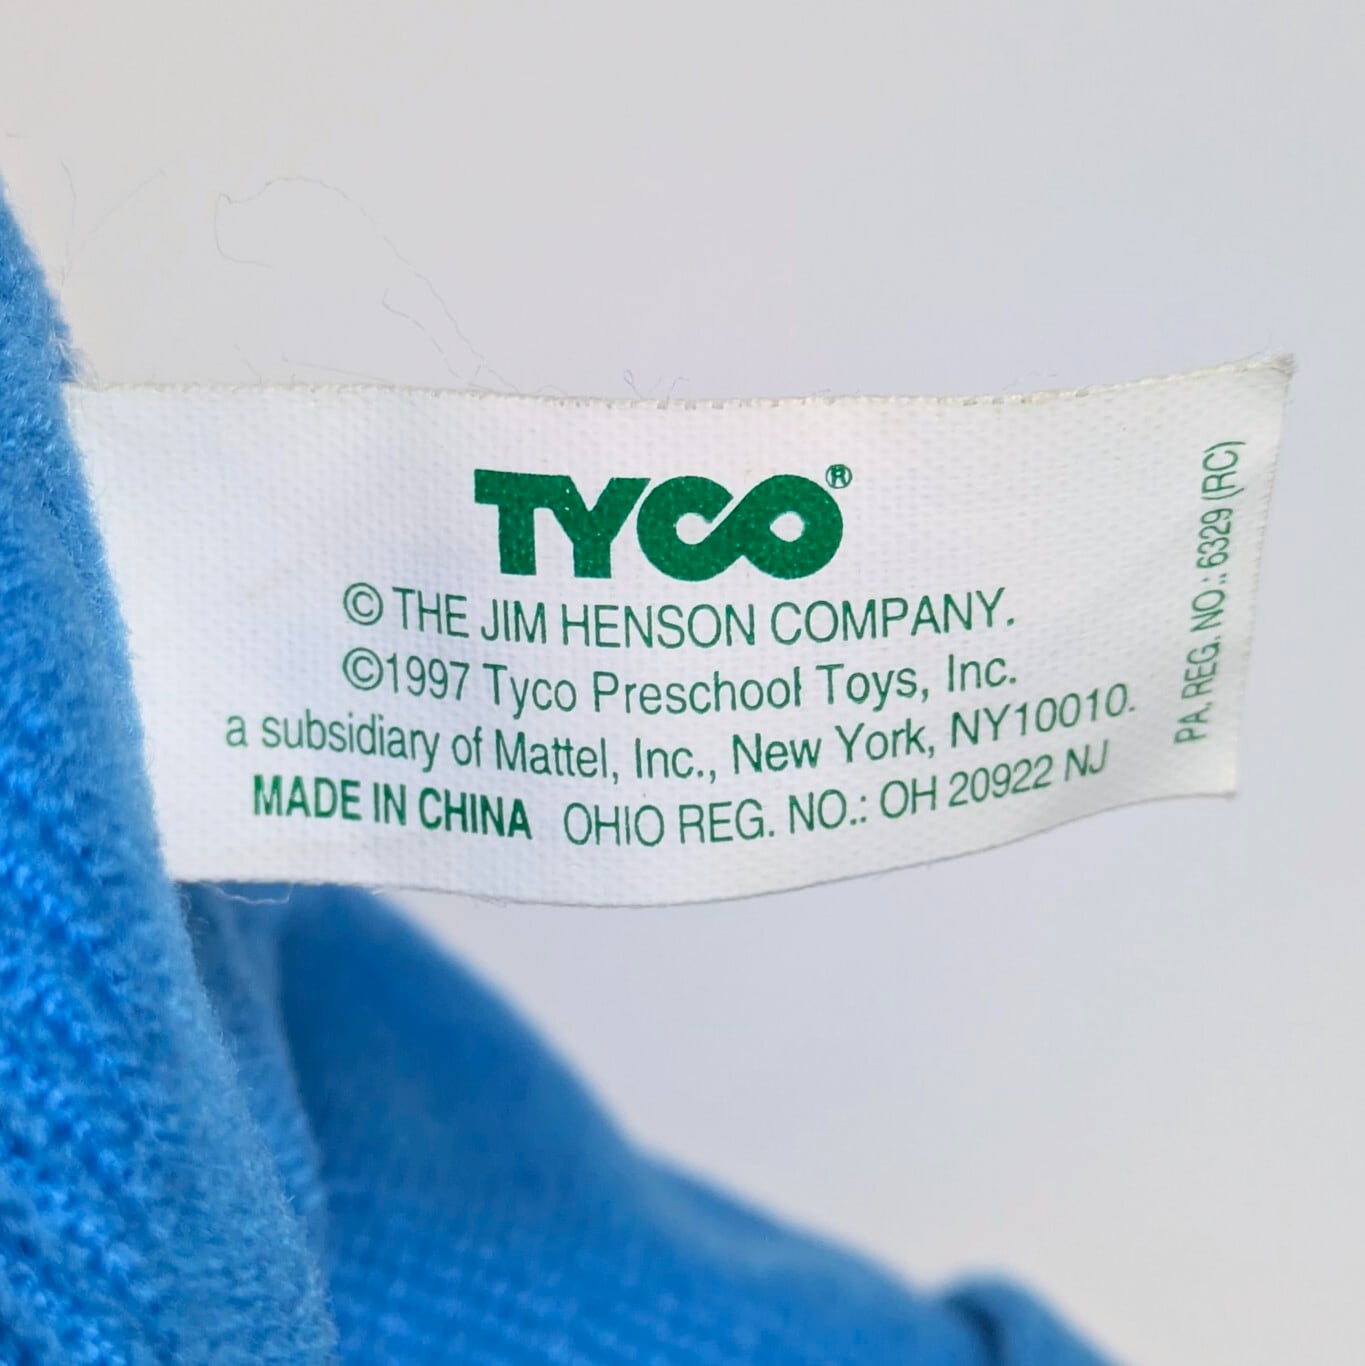 TYCO®
© THE JIM HENSON COMPANY.
©1997 Tyco Preschool Toys, Inc.
a subsidiary of Mattel, Inc., New York, NY10010.
MADE IN CHINA OHIO REG. NO.: OH 20922 NJ
PA. REG. NO.: 6329 (RC)